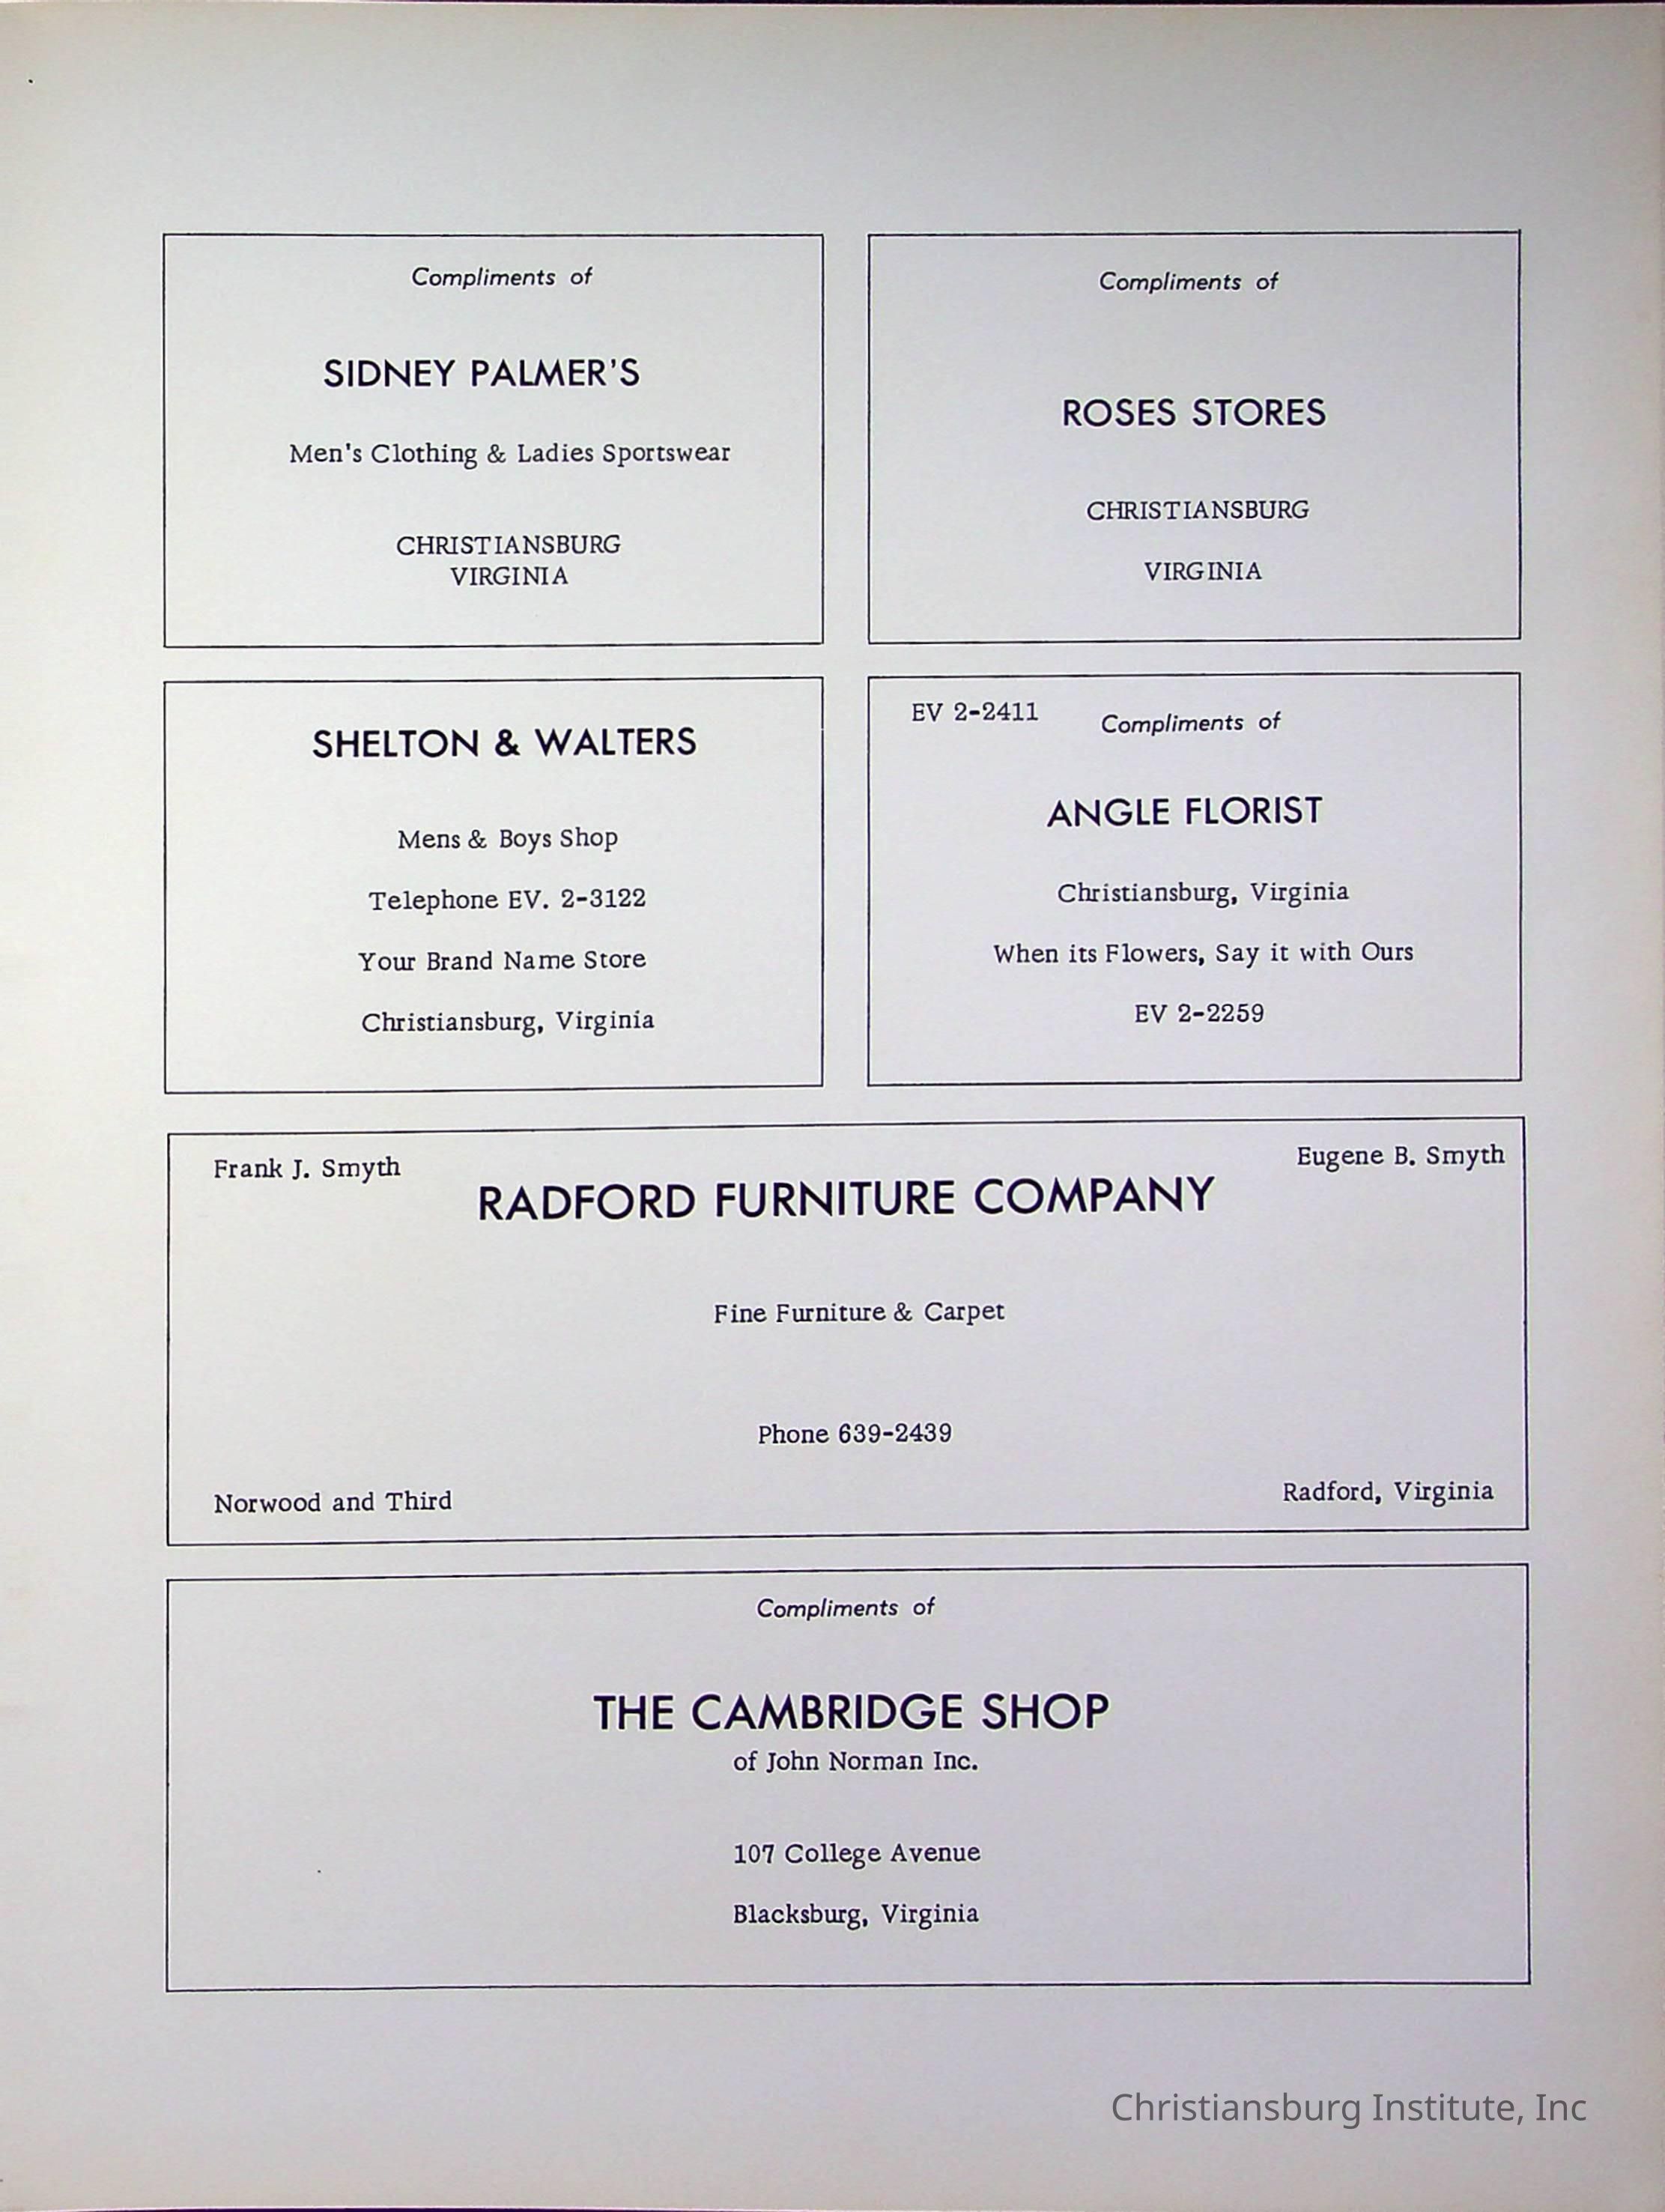 Compliments of
SIDNEY PALMER'S
Men's Clothing & Ladies Sportswear
CHRISTIANSBURG
VIRGINIA
Compliments of
ROSES STORES
CHRISTIANSBURG
VIRGINIA
SHELTON & WALTERS
Mens & Boys Shop
Telephone EV. 2-3122
Your Brand Name Store
Christiansburg, Virginia
EV 2-2411
Compliments of
ANGLE FLORIST
Christiansburg, Virginia
When its Flowers, Say it with Ours
EV 2-2259
Frank J. Smyth
Eugene B. Smyth
RADFORD FURNITURE COMPANY
Fine Furniture & Carpet
Phone 639-2439
Norwood and Third
Radford, Virginia
Compliments of
THE CAMBRIDGE SHOP
of John Norman Inc.
107 College Avenue
Blacksburg, Virginia
Christiansburg Institute, Inc